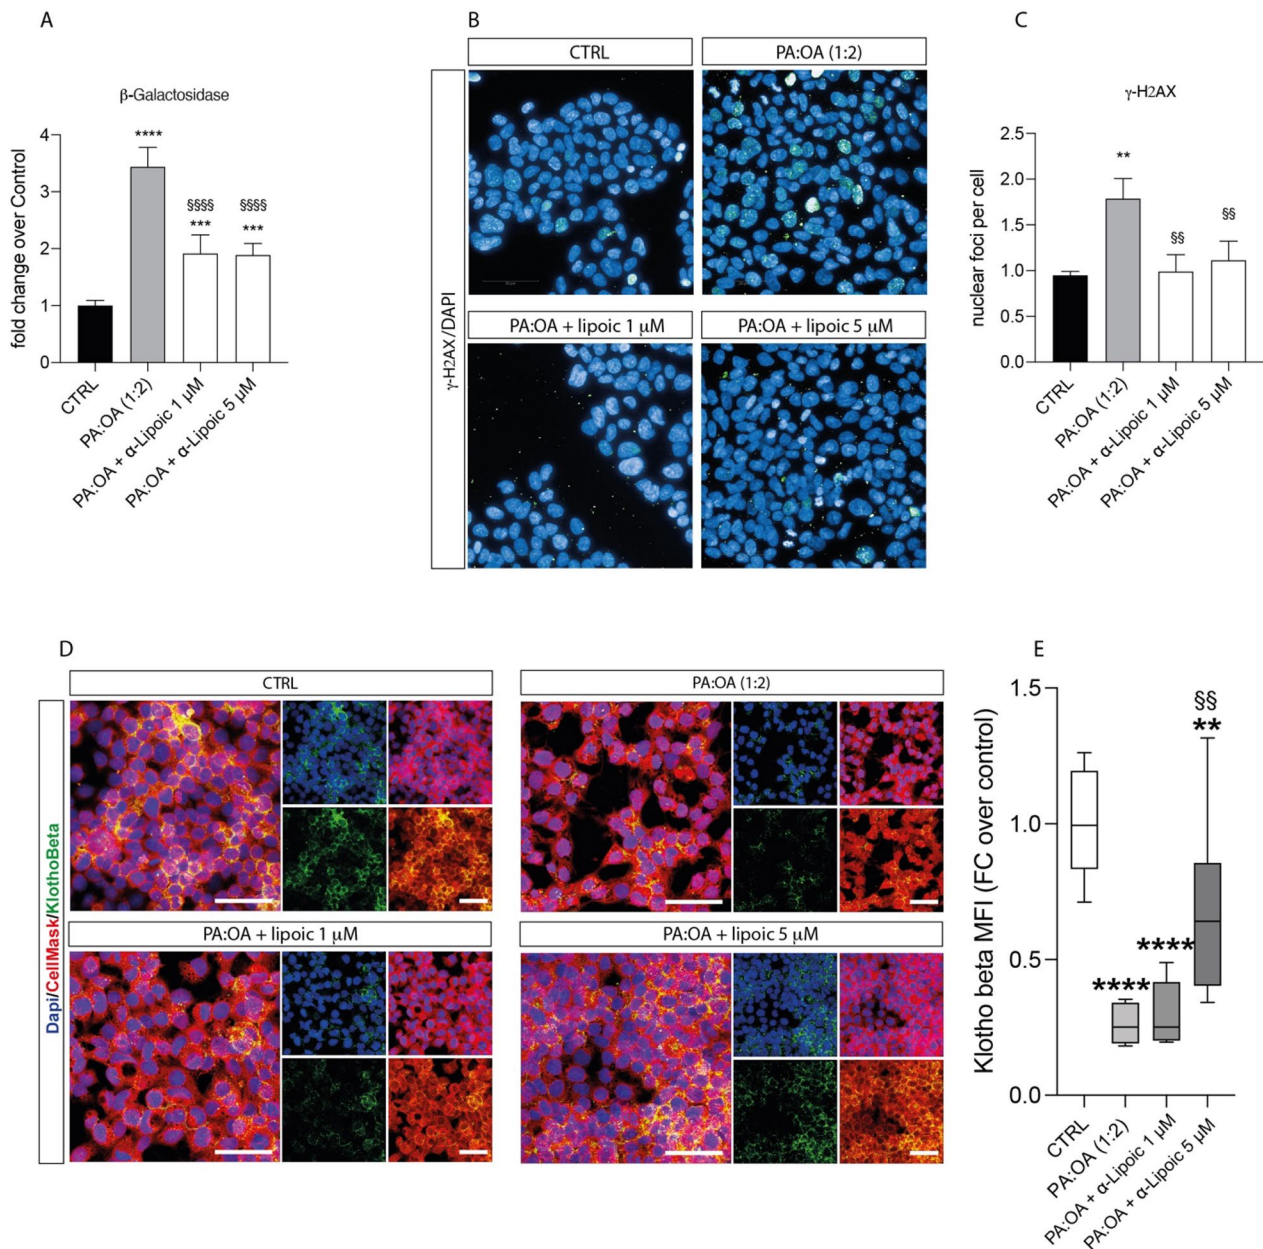 A
β-Galactosidase
fold change over Control
4
3
2
1
0
****
§§§§
***
§§§§
***
CTRL
PA:OA (1:2)
PA:OA + α-Lipoic 1 μM
PA:OA + α-Lipoic 5 μM
B
CTRL
PA:OA (1:2)
PA:OA + lipoic 1 μM
PA:OA + lipoic 5 μM
γ-H2AX/DAPI
C
γ-H2AX
nuclear foci per cell
2.5
2.0
1.5
1.0
0.5
0.0
**
§§
§§
CTRL
PA:OA (1:2)
PA:OA + α-Lipoic 1 μM
PA:OA + α-Lipoic 5 μM
D
CTRL
PA:OA (1:2)
PA:OA + lipoic 1 μM
PA:OA + lipoic 5 μM
Dapi/CellMask/KlothoBeta
E
Klotho beta MFI (FC over control)
1.5
1.0
0.5
0.0
****
****
§§
**
CTRL
PA:OA (1:2)
PA:OA + α-Lipoic 1 μM
PA:OA + α-Lipoic 5 μM